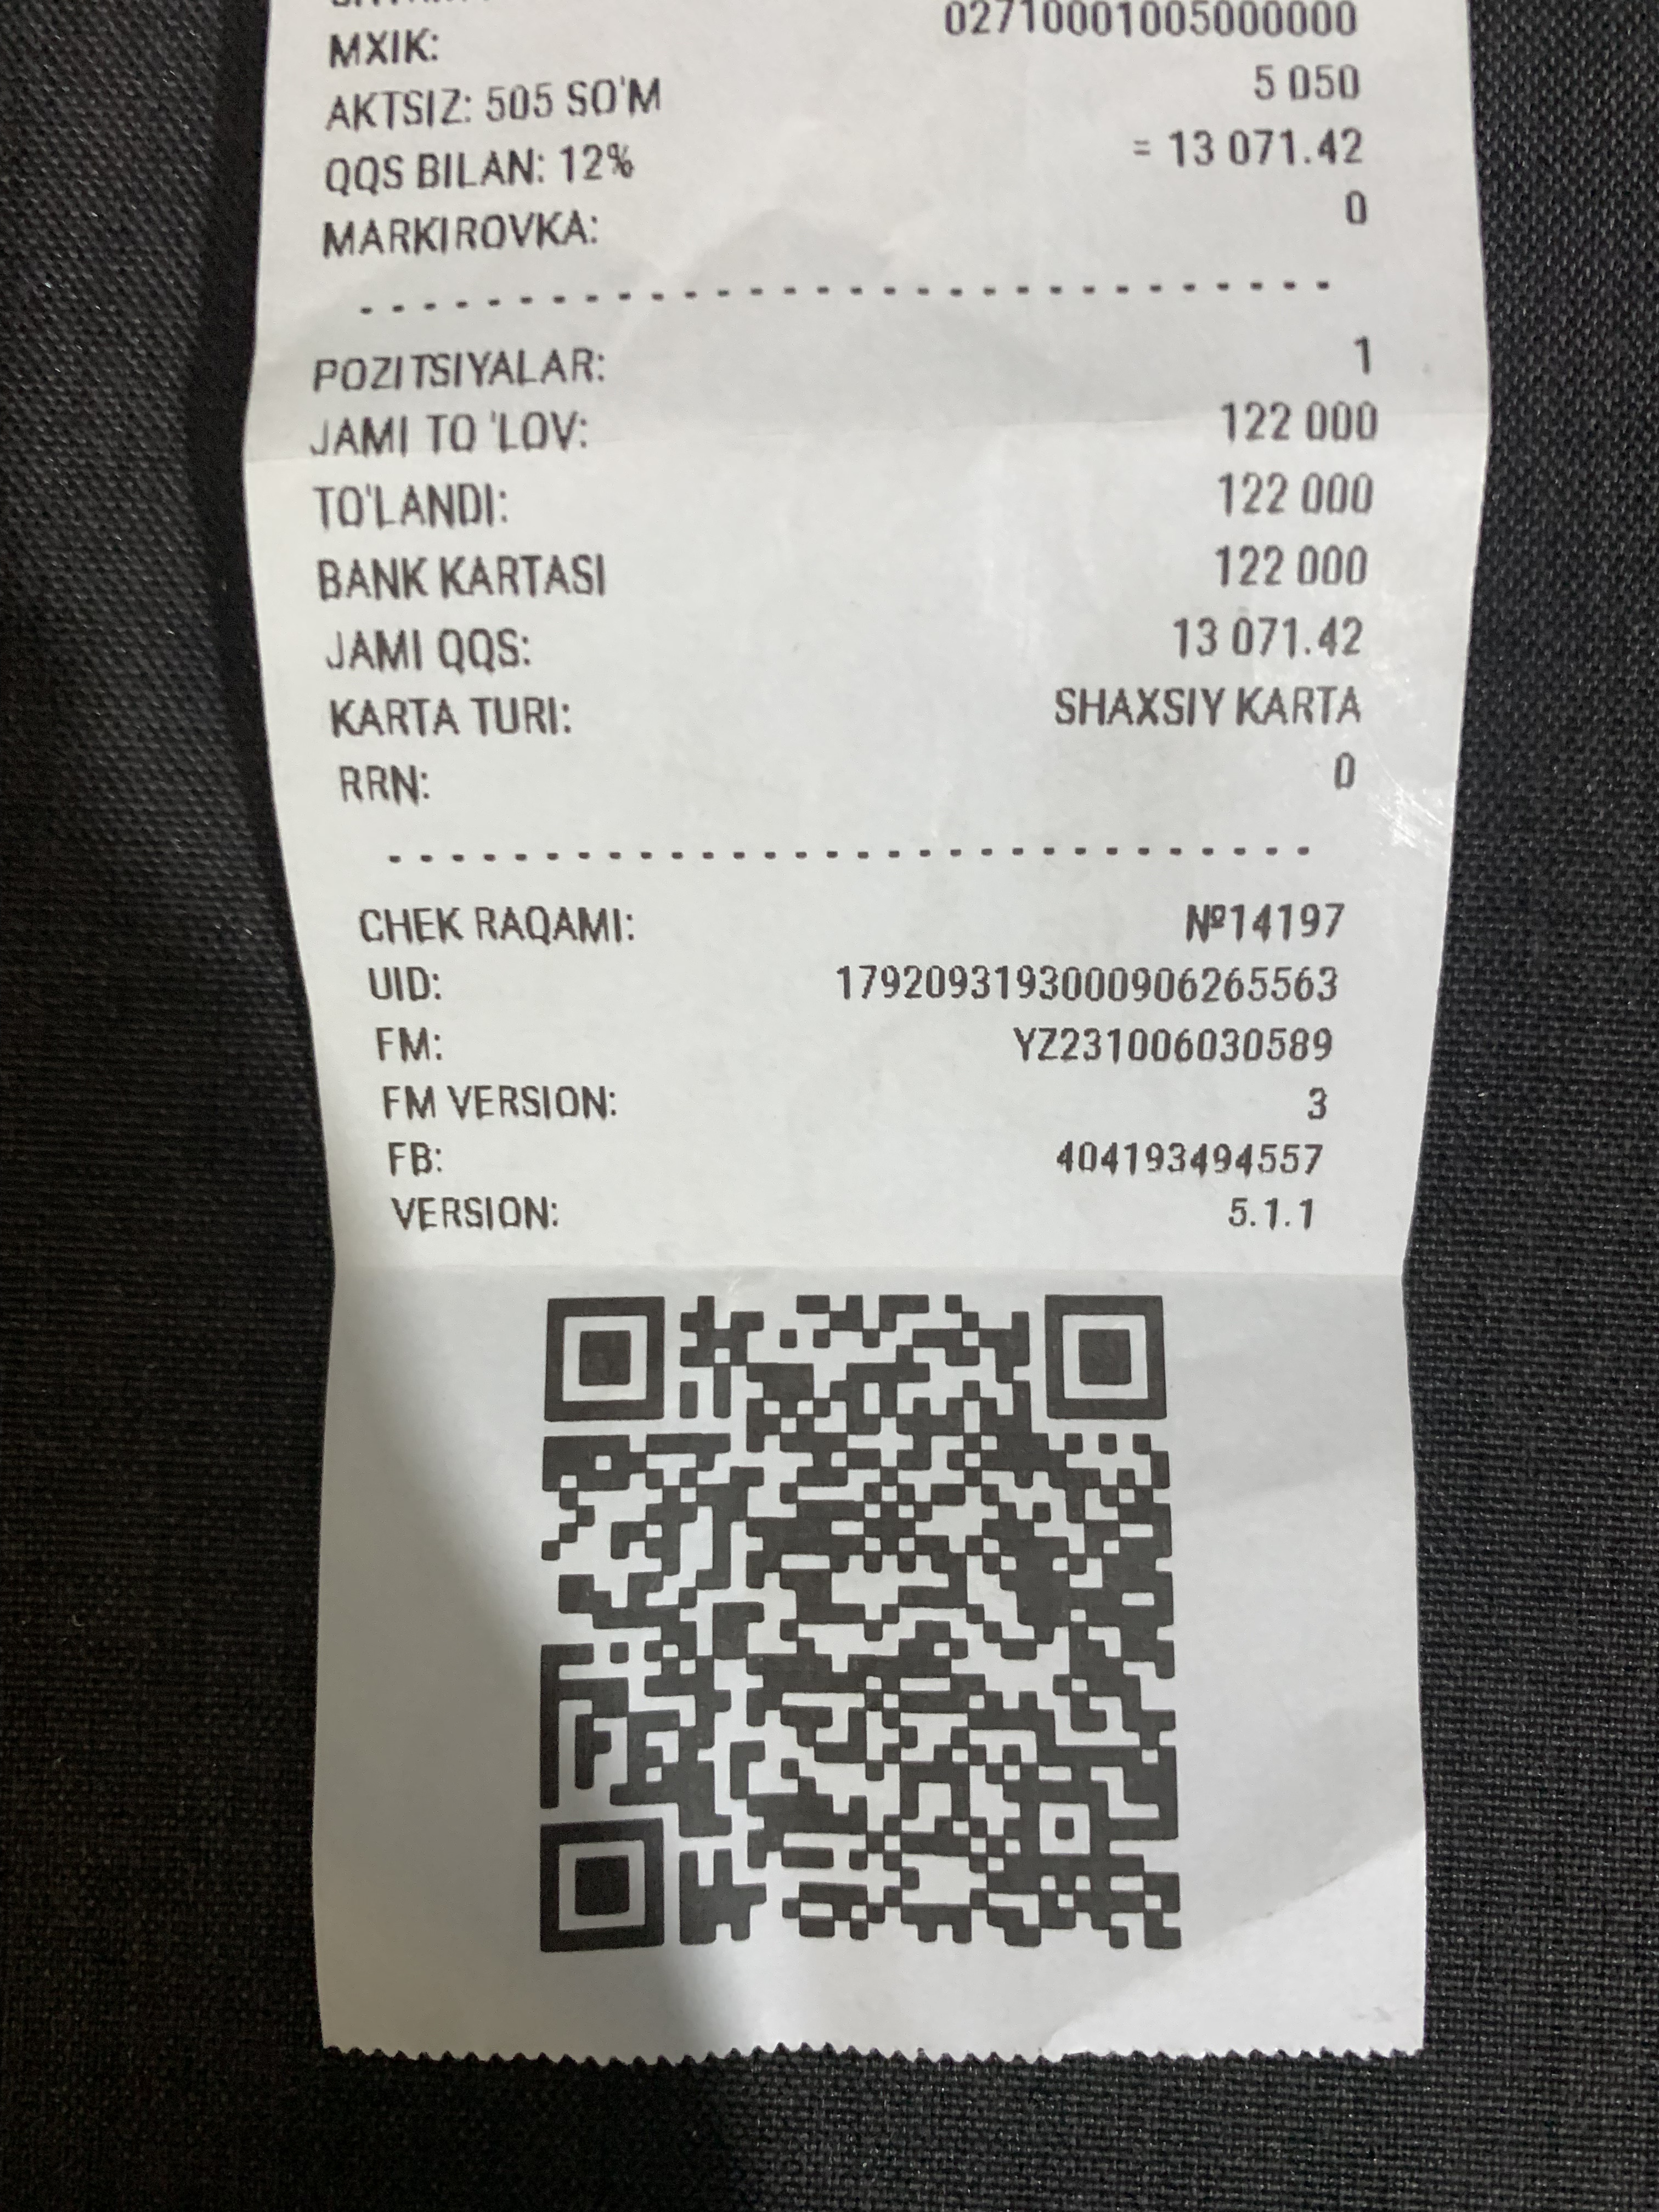 MXIK: 02710001005000000
AKTSIZ: 505 SO'M 5 050
QQS BILAN: 12% = 13 071.42
MARKIROVKA: 0
POZITSIYALAR: 1
JAMI TO 'LOV: 122 000
TO'LANDI: 122 000
BANK KARTASI 122 000
JAMI QQS: 13 071.42
KARTA TURI: SHAXSIY KARTA
RRN: 0
CHEK RAQAMI: №14197
UID: 1792093193000906265563
FM: YZ231006030589
FM VERSION: 3
FB: 404193494557
VERSION: 5.1.1